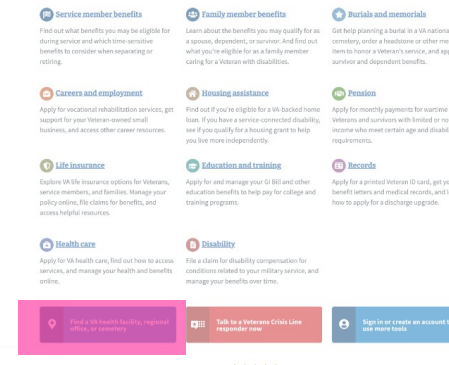 Service member benefits
Find out what benefits you may be eligible for
during service and which time-sensitive
benefits to consider when separating or
retiring.
Family member benefits
Learn about the benefits you may qualify for as
a spouse, dependent, or survivor. And find out
what you're eligible for as a family member
caring for a Veteran with disabilities.
Burials and memorials
Get help planning a burial in a VA national
cemetery, order a headstone or other mem
item to honor a Veteran's service, and app
survivor and dependent benefits.
Careers and employment
Apply for vocational rehabilitation services, get
support for your Veteran-owned small
business, and access other career resources.
Housing assistance
Find out if you're eligible for a VA-backed home
loan. If you have a service-connected disability,
see if you qualify for a housing grant to help
you live more independently.
Pension
Apply for monthly payments for wartime
Veterans and survivors with limited or no
income who meet certain age and disabil
requirements.
Life insurance
Explore VA life insurance options for Veterans,
service members, and families. Manage your
policy online, file claims for benefits, and
access helpful resources.
Education and training
Apply for and manage your GI Bill and other
education benefits to help pay for college and
training programs.
Records
Apply for a printed Veteran ID card, get your
benefit letters and medical records, and l
how to apply for a discharge upgrade.
Health care
Apply for VA health care, find out how to access
services, and manage your health and benefits
online.
Disability
File a claim for disability compensation for
conditions related to your military service, and
manage your benefits over time.
Find a VA health facility, regional
office, or cemetery
Talk to a Veterans Crisis Line
responder now
Sign in or create an account t
use more tools